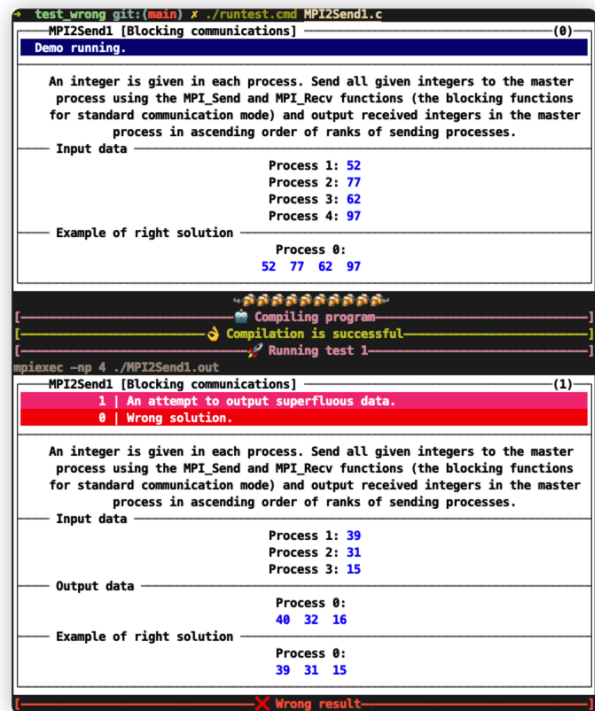 → test_wrong git:(main) ✗ ./runtest.cmd MPI2Send1.c
MPI2Send1 [Blocking communications] (0)
Demo running.
An integer is given in each process. Send all given integers to the master
process using the MPI_Send and MPI_Recv functions (the blocking functions
for standard communication mode) and output received integers in the master
process in ascending order of ranks of sending processes.
Input data
Process 1: 52
Process 2: 77
Process 3: 62
Process 4: 97
Example of right solution
Process 0:
52 77 62 97
[ 🤖 Compiling program ]
[ 👌 Compilation is successful ]
[ 🚀 Running test 1 ]
mpiexec -np 4 ./MPI2Send1.out
MPI2Send1 [Blocking communications] (1)
1 | An attempt to output superfluous data.
0 | Wrong solution.
An integer is given in each process. Send all given integers to the master
process using the MPI_Send and MPI_Recv functions (the blocking functions
for standard communication mode) and output received integers in the master
process in ascending order of ranks of sending processes.
Input data
Process 1: 39
Process 2: 31
Process 3: 15
Output data
Process 0:
40 32 16
Example of right solution
Process 0:
39 31 15
[ ❌ Wrong result ]